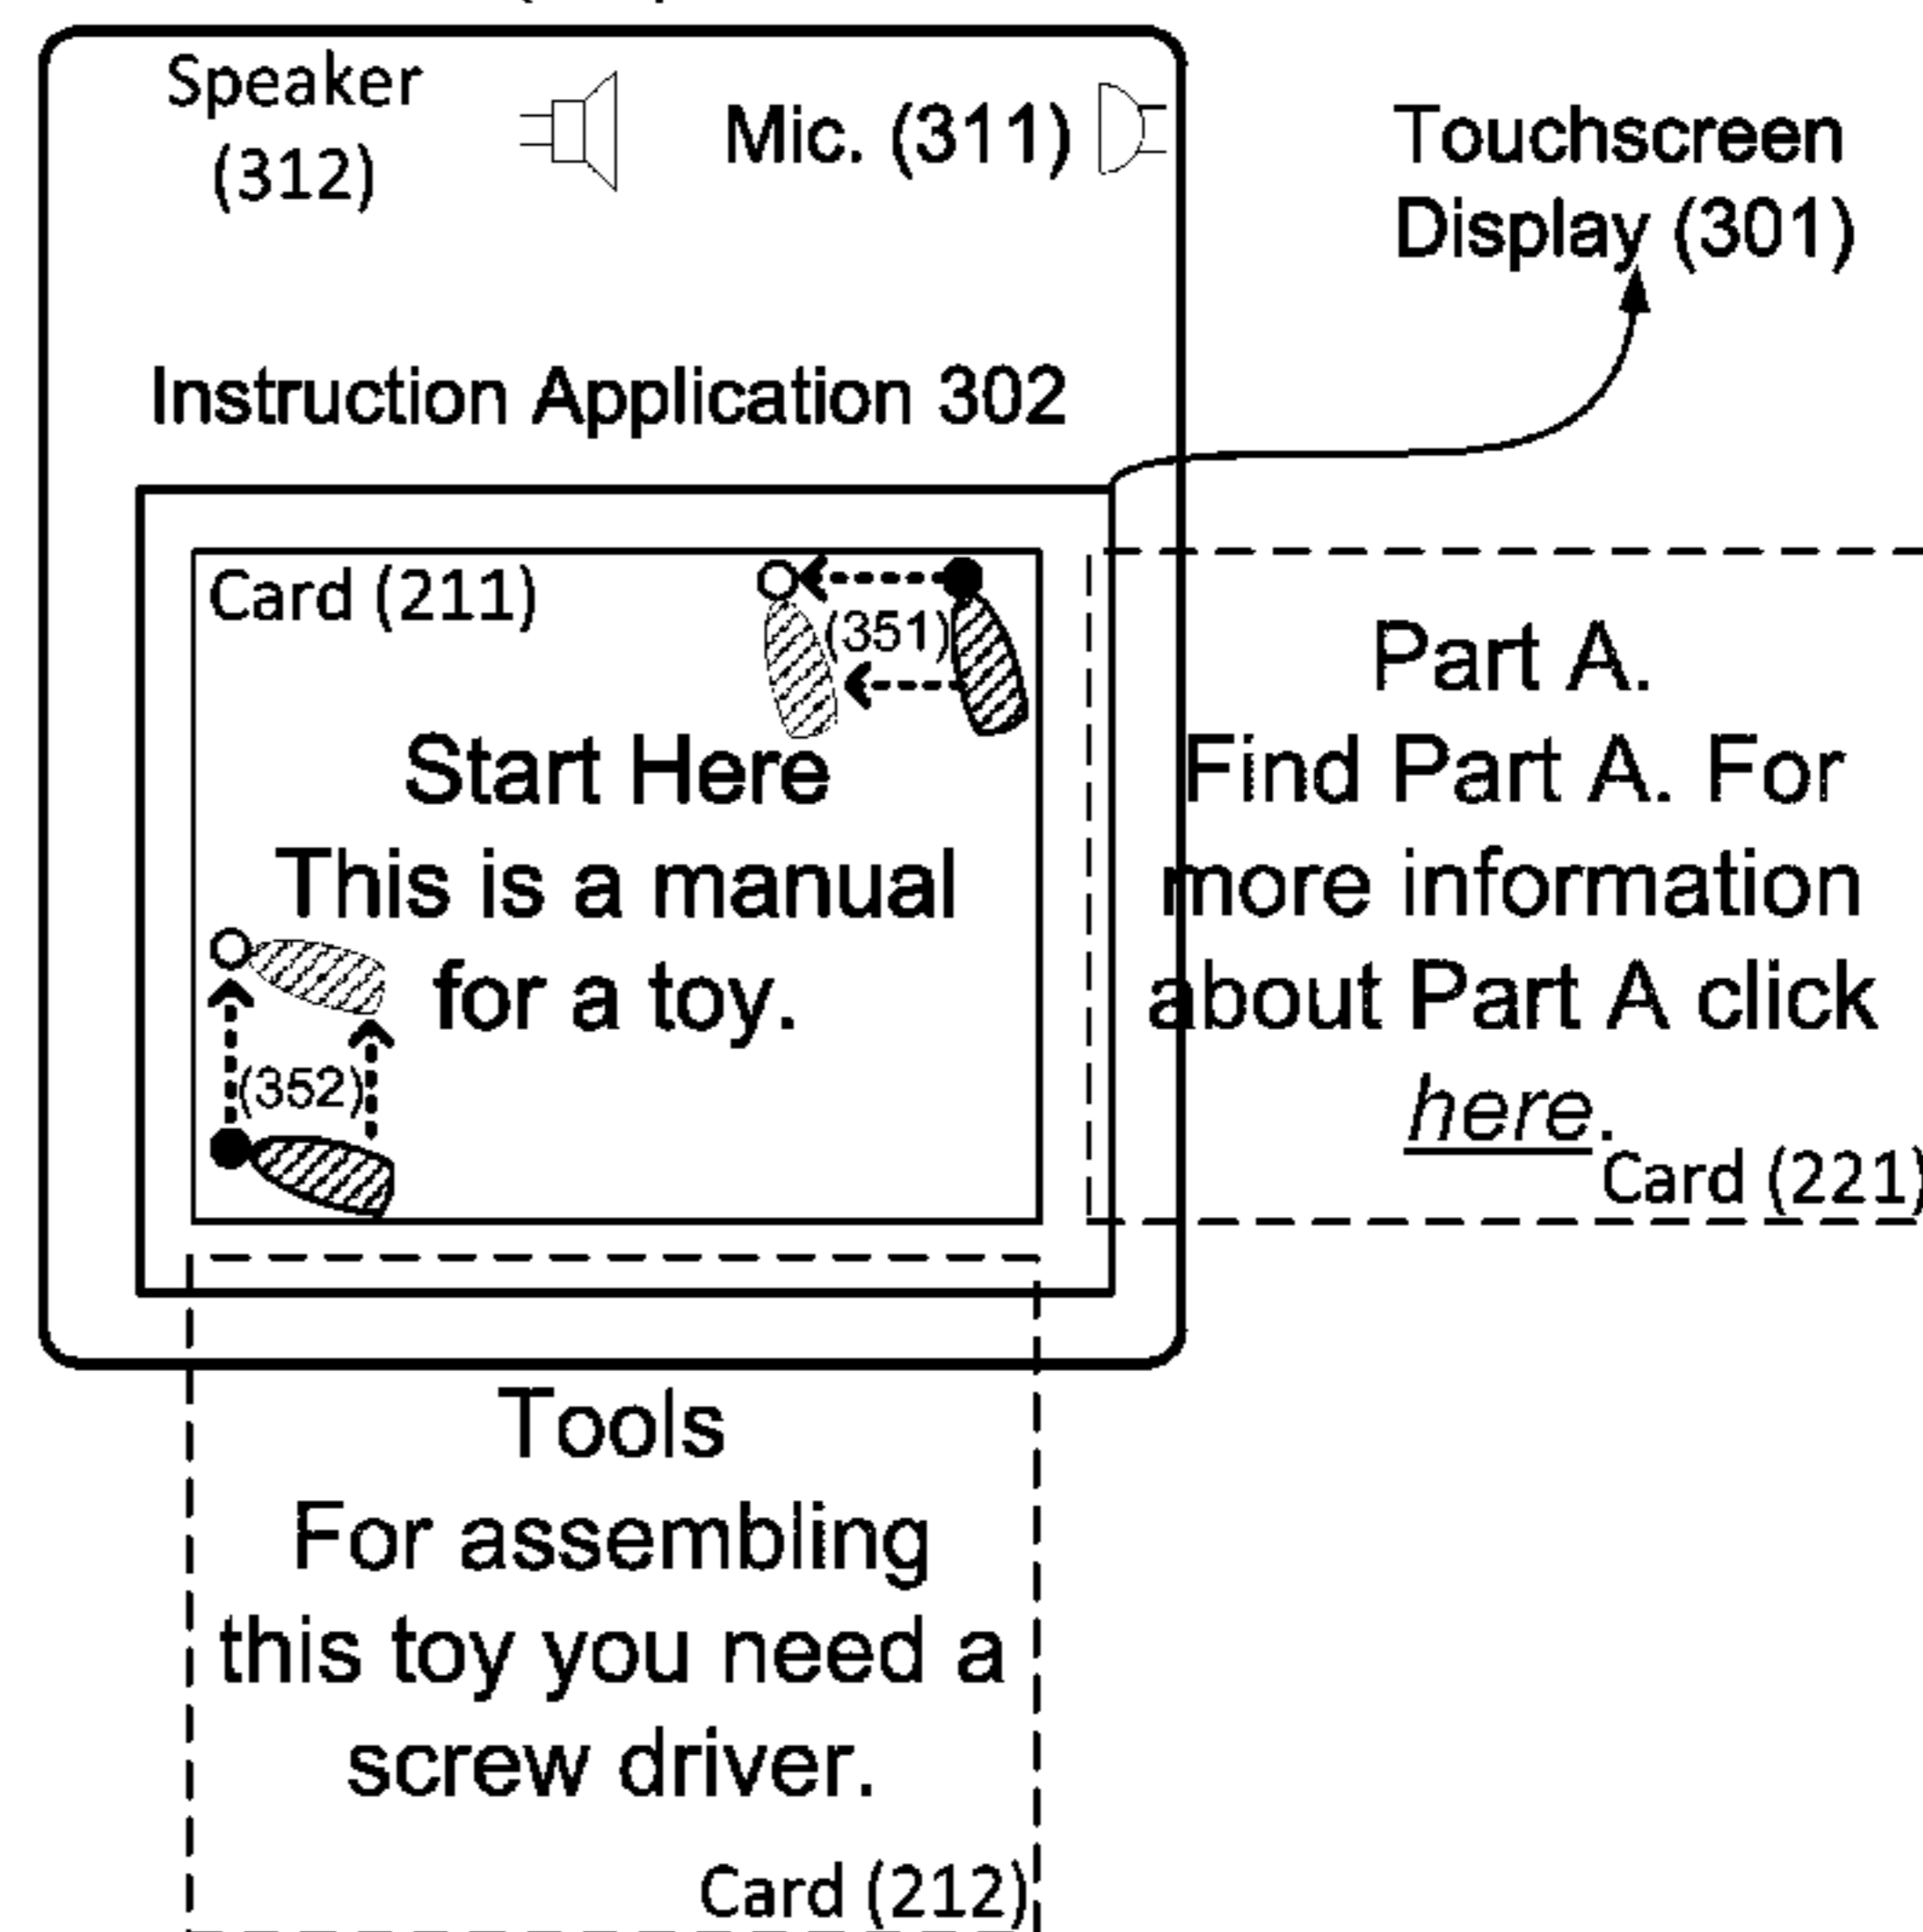 Speaker
(312)
Mic. (311)
Touchscreen
Display (301)
Instruction Application 302
Card (211)
(351)
Start Here
This is a manual
for a toy.
(352)
Part A.
Find Part A. For
more information
about Part A click
here.
Card (221)
Tools
For assembling
this toy you need a
screw driver.
Card (212)